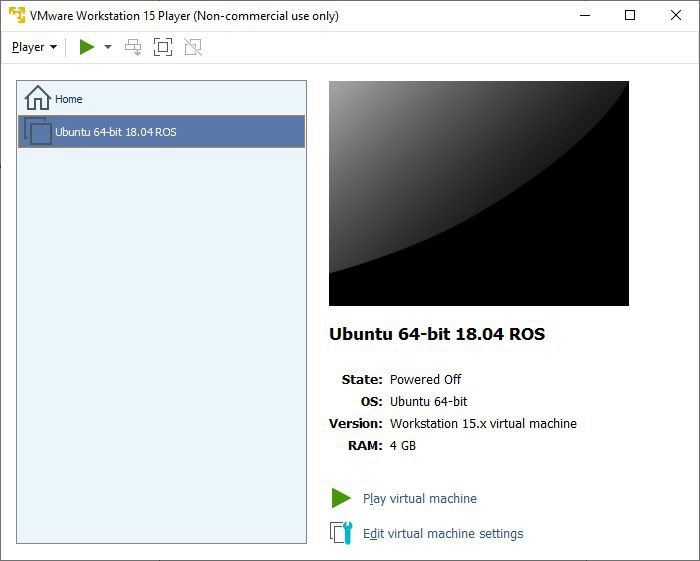 VMware Workstation 15 Player (Non-commercial use only)
Player
Home
Ubuntu 64-bit 18.04 ROS
Ubuntu 64-bit 18.04 ROS
State: Powered Off
OS: Ubuntu 64-bit
Version: Workstation 15.x virtual machine
RAM: 4 GB
Play virtual machine
Edit virtual machine settings